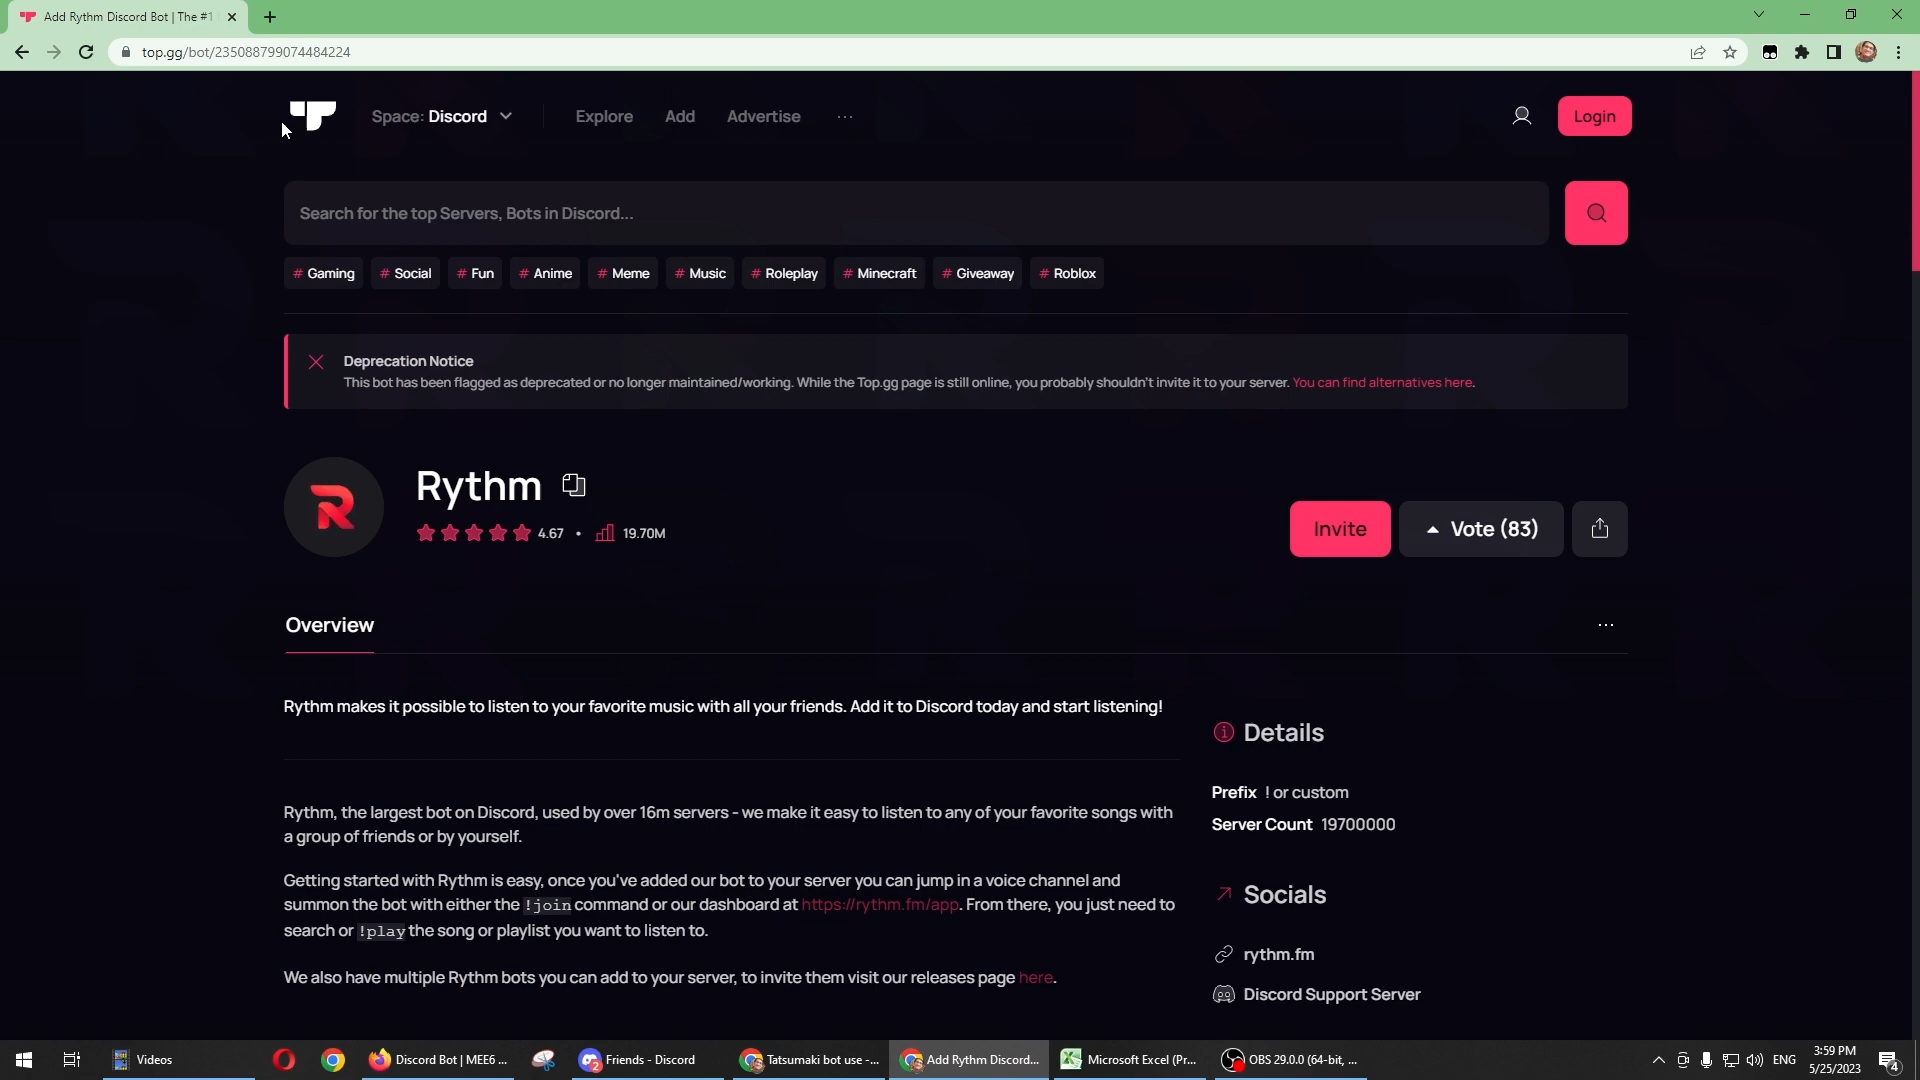 Add Rythm Discord Bot | The #1
top.gg/bot/235088799074484224
Space: Discord
Explore
Add
Advertise
...
Login
Search for the top Servers, Bots in Discord...
# Gaming
# Social
# Fun
# Anime
# Meme
# Music
# Roleplay
# Minecraft
# Giveaway
# Roblox
Deprecation Notice
This bot has been flagged as deprecated or no longer maintained/working. While the Top.gg page is still online, you probably shouldn't invite it to your server. You can find alternatives here.
Rythm
4.67 • 19.70M
Invite
Vote (83)
Overview
...
Rythm makes it possible to listen to your favorite music with all your friends. Add it to Discord today and start listening!
Rythm, the largest bot on Discord, used by over 16m servers - we make it easy to listen to any of your favorite songs with
a group of friends or by yourself.
Getting started with Rythm is easy, once you've added our bot to your server you can jump in a voice channel and
summon the bot with either the !join command or our dashboard at https://rythm.fm/app. From there, you just need to
search or !play the song or playlist you want to listen to.
We also have multiple Rythm bots you can add to your server, to invite them visit our releases page here.
Details
Prefix ! or custom
Server Count 19700000
Socials
rythm.fm
Discord Support Server
Videos
Discord Bot | MEE6 ...
2
Friends - Discord
Tatsumaki bot use -...
Add Rythm Discord...
Microsoft Excel (Pr...
OBS 29.0.0 (64-bit, ...
ENG
3:59 PM
5/25/2023
4